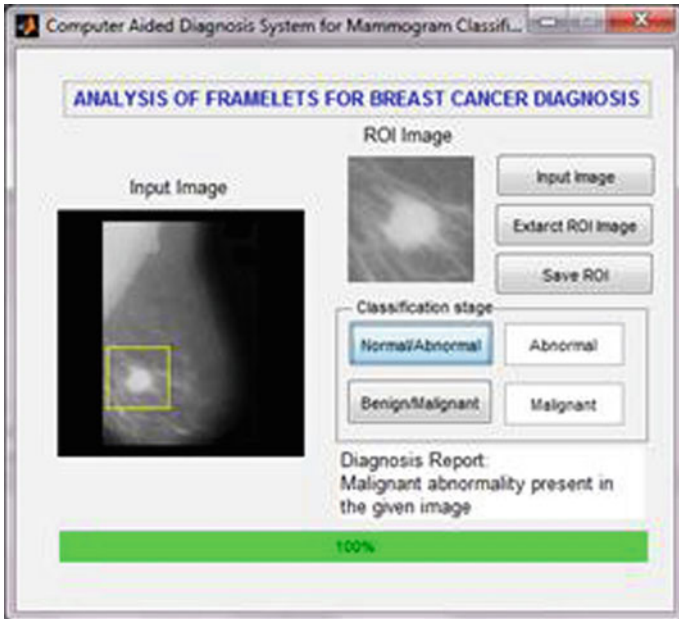 Computer Aided Diagnosis System for Mammogram Classifi...
ANALYSIS OF FRAMELETS FOR BREAST CANCER DIAGNOSIS
ROI Image
Input Image
Input Image
Extarct ROI Image
Save ROI
Classification stage
Normal/Abnormal
Abnormal
Benign/Malignant
Malignant
Diagnosis Report:
Malignant abnormality present in
the given image
100%